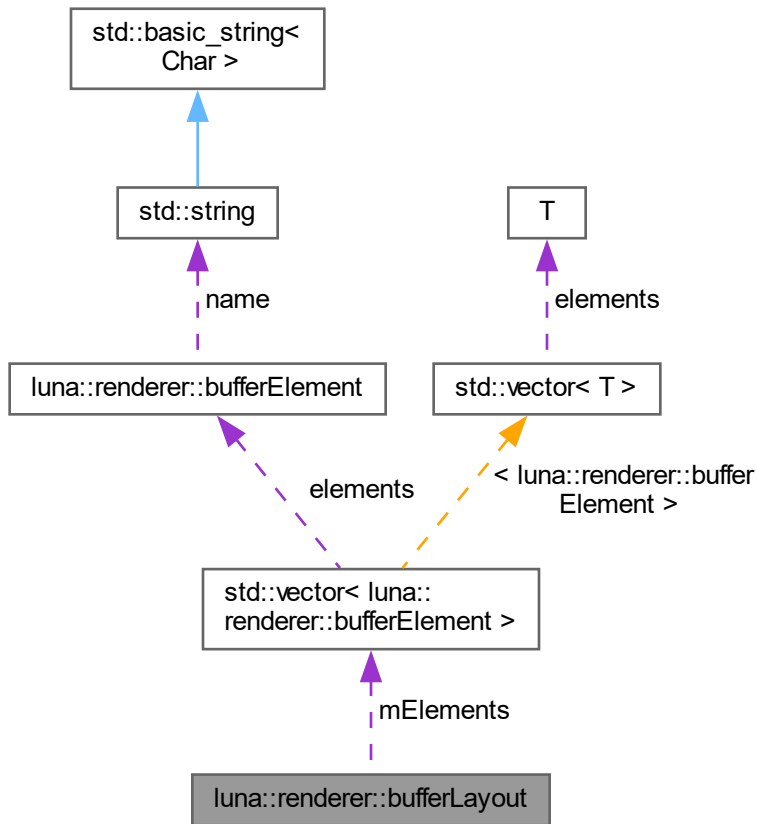 std::basic_string<
Char >
std::string
T
name
elements
luna::renderer::bufferElement
std::vector< T >
elements
< luna::renderer::buffer
Element >
std::vector< luna::
renderer::bufferElement >
mElements
luna::renderer::bufferLayout